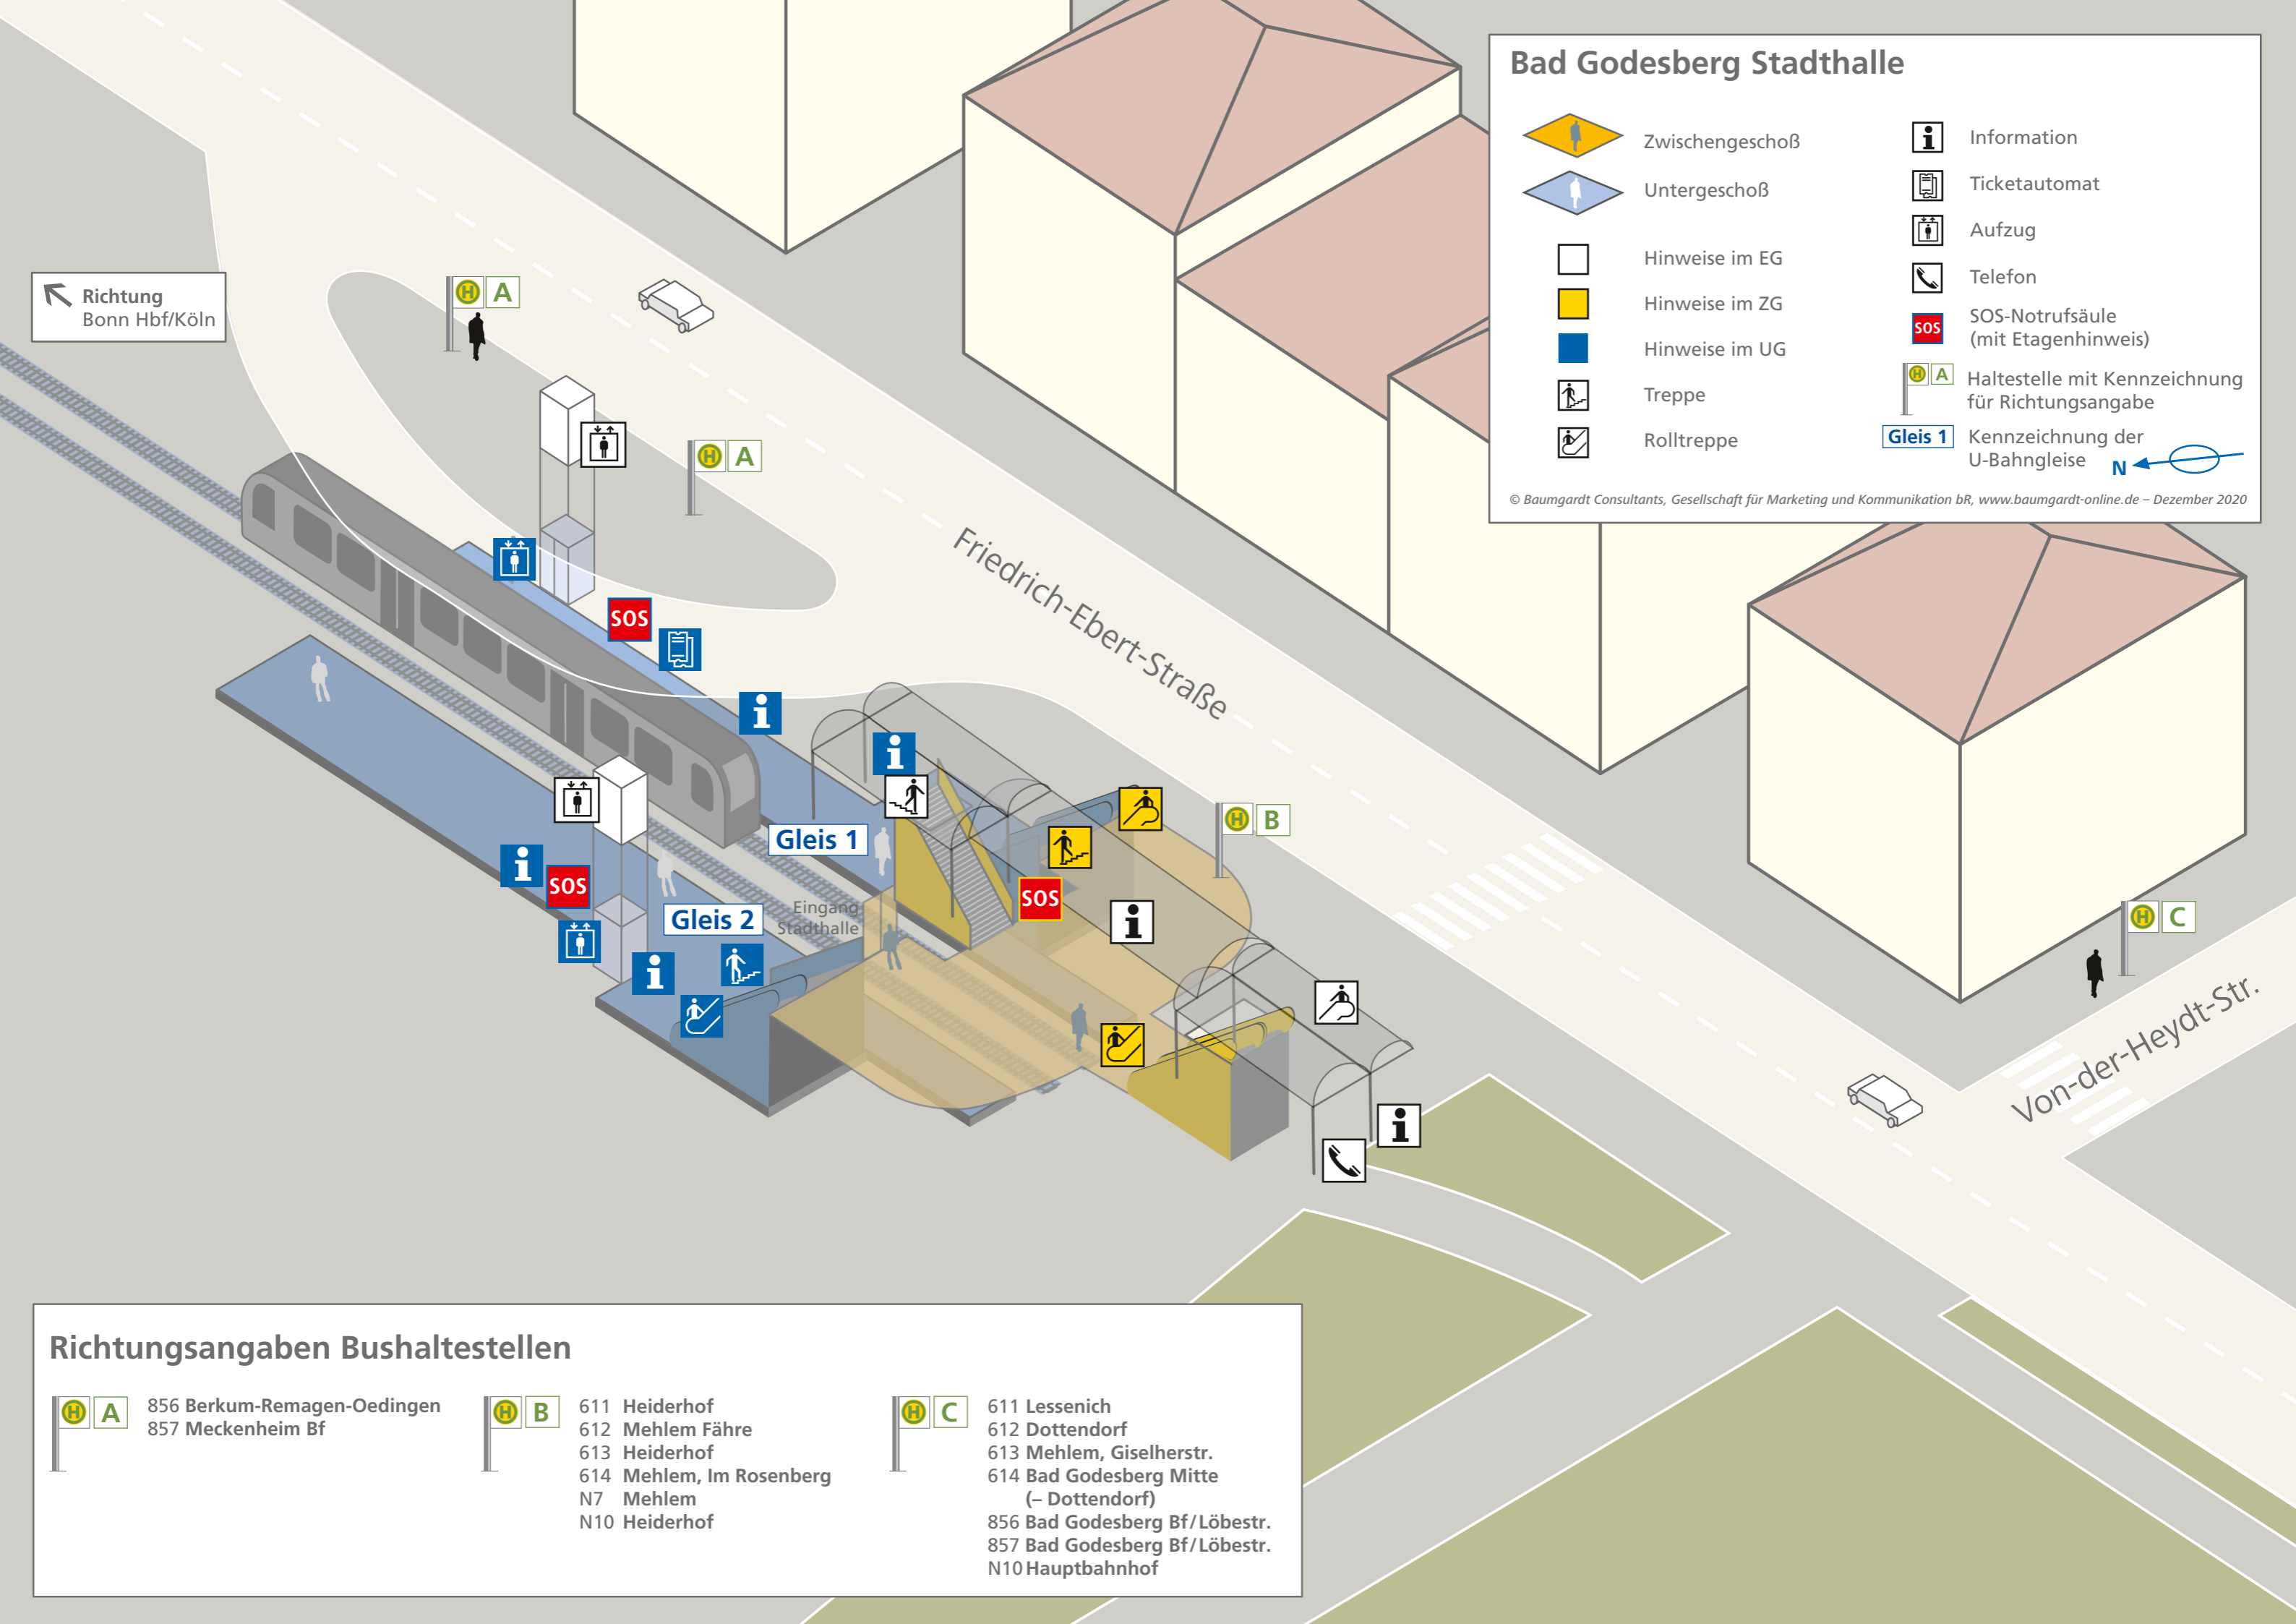 Bad Godesberg Stadthalle
Zwischengeschoß
Untergeschoß
Hinweise im EG
Hinweise im ZG
Hinweise im UG
Treppe
Rolltreppe
Information
Ticketautomat
Aufzug
Telefon
SOS
SOS-Notrufsäule
(mit Etagenhinweis)
H A
Haltestelle mit Kennzeichnung
für Richtungsangabe
Gleis 1
Kennzeichnung der
U-Bahngleise
N
© Baumgardt Consultants, Gesellschaft für Marketing und Kommunikation bR, www.baumgardt-online.de – Dezember 2020
Richtung
Bonn Hbf/Köln
H A
H A
Friedrich-Ebert-Straße
SOS
i
i
Gleis 1
H B
i
SOS
SOS
i
Gleis 2
Eingang
Stadthalle
i
H C
Von-der-Heydt-Str.
i
Richtungsangaben Bushaltestellen
H A
856 Berkum-Remagen-Oedingen
857 Meckenheim Bf
H B
611 Heiderhof
612 Mehlem Fähre
613 Heiderhof
614 Mehlem, Im Rosenberg
N7 Mehlem
N10 Heiderhof
H C
611 Lessenich
612 Dottendorf
613 Mehlem, Giselherstr.
614 Bad Godesberg Mitte
(– Dottendorf)
856 Bad Godesberg Bf/Löbestr.
857 Bad Godesberg Bf/Löbestr.
N10 Hauptbahnhof